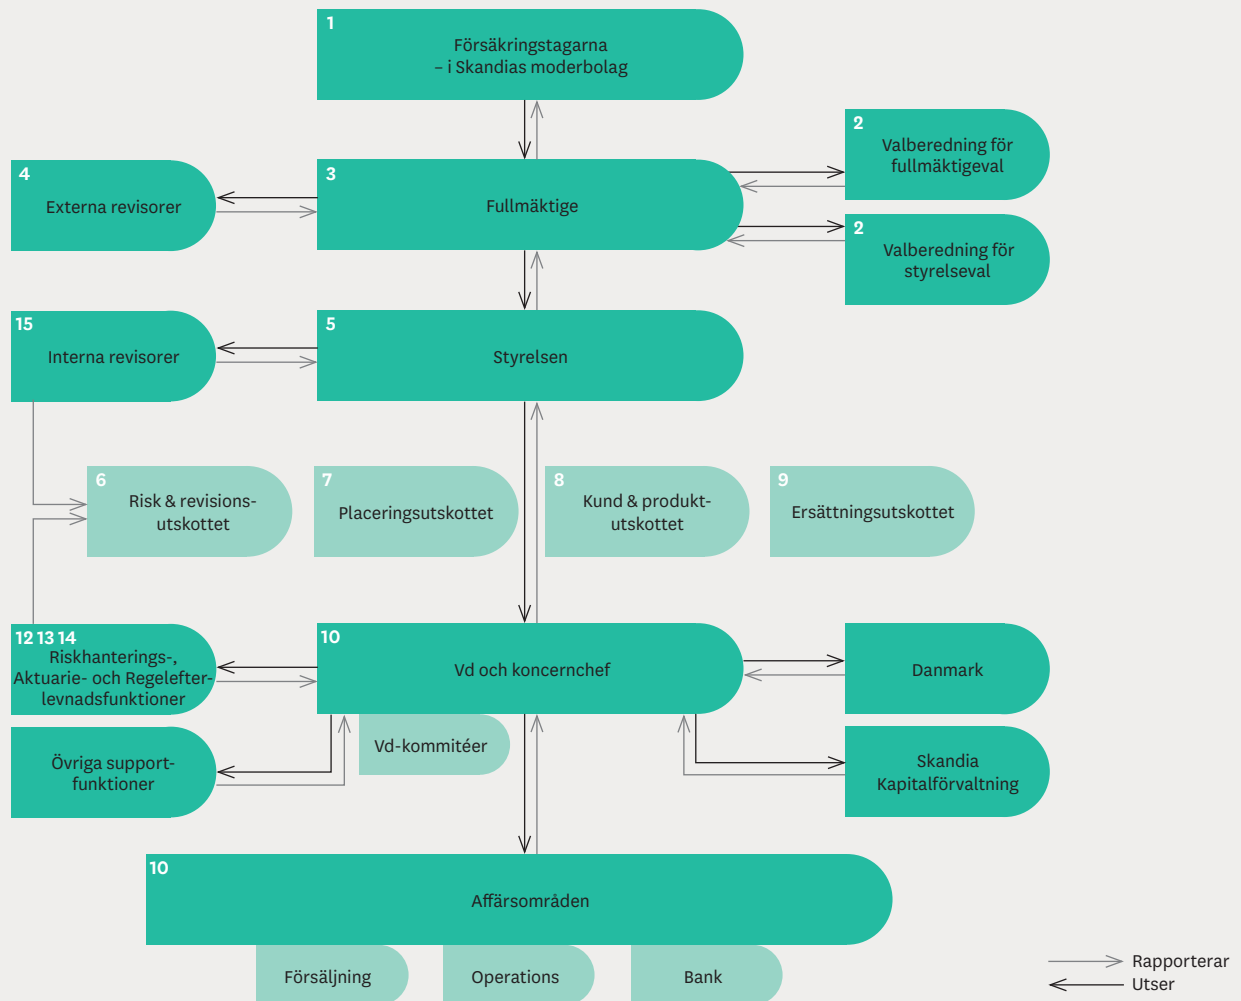 1
Försäkringstagarna
– i Skandias moderbolag
2
Valberedning för
fullmäktigeval
4
Externa revisorer
3
Fullmäktige
2
Valberedning för
styrelseval
15
Interna revisorer
5
Styrelsen
6
Risk & revisions-
utskottet
7
Placeringsutskottet
8
Kund & produkt-
utskottet
9
Ersättningsutskottet
12 13 14
Riskhanterings-,
Aktuarie- och Regelefter-
levnadsfunktioner
10
Vd och koncernchef
Danmark
Övriga support-
funktioner
Vd-kommitéer
Skandia
Kapitalförvaltning
10
Affärsområden
Försäljning
Operations
Bank
Rapporterar
Utser